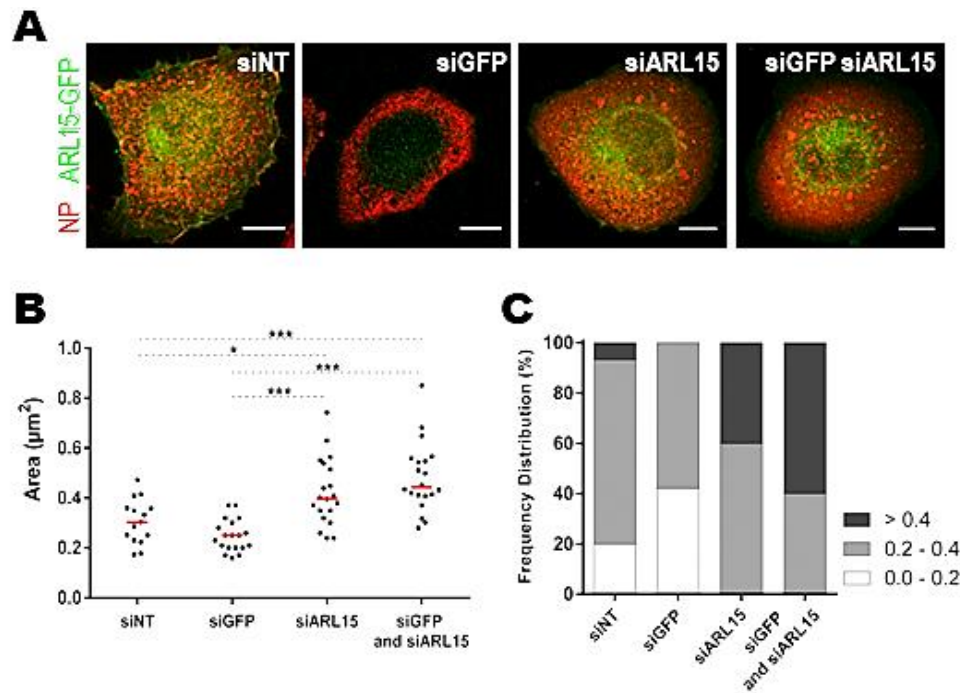 A
NP ARL15-GFP
siNT
siGFP
siARL15
siGFP siARL15
B
Area (µm²)
1.0
0.8
0.6
0.4
0.2
0.0
***
*
***
***
siNT
siGFP
siARL15
siGFP
and siARL15
C
Frequency Distribution (%)
100
80
60
40
20
0
siNT
siGFP
siARL15
siGFP
and siARL15
> 0.4
0.2 - 0.4
0.0 - 0.2